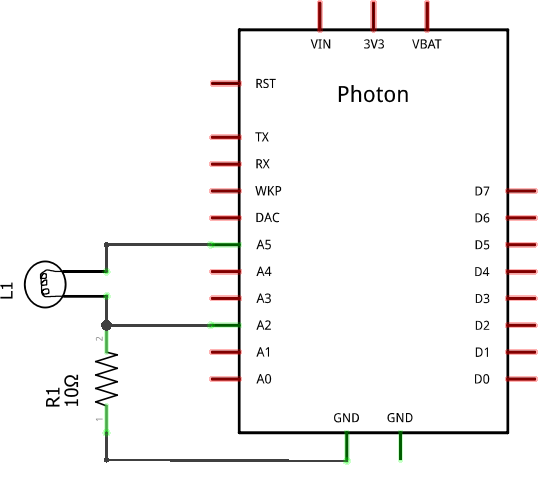 VIN 3V3 VBAT
Photon
RST
TX
RX
WKP D7
DAC D6
A5 D5
A4 D4
A3 D3
A2 D2
A1 D1
A0 D0
GND GND
L1
2
R1
10Ω
1